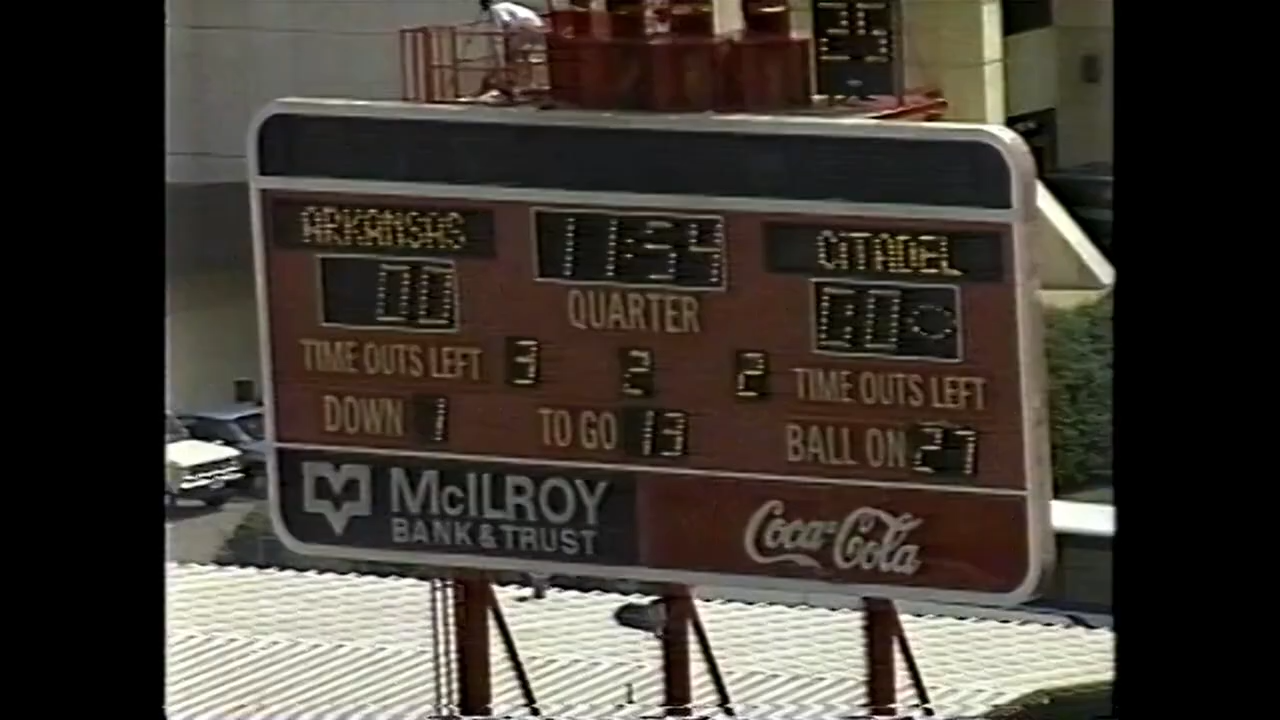 ARKANSAS 11:54 CITADEL
00 QUARTER 00
TIME OUTS LEFT 3 2 2 TIME OUTS LEFT
DOWN 1 TO GO 13 BALL ON 27
McILROY
BANK & TRUST
Coca-Cola